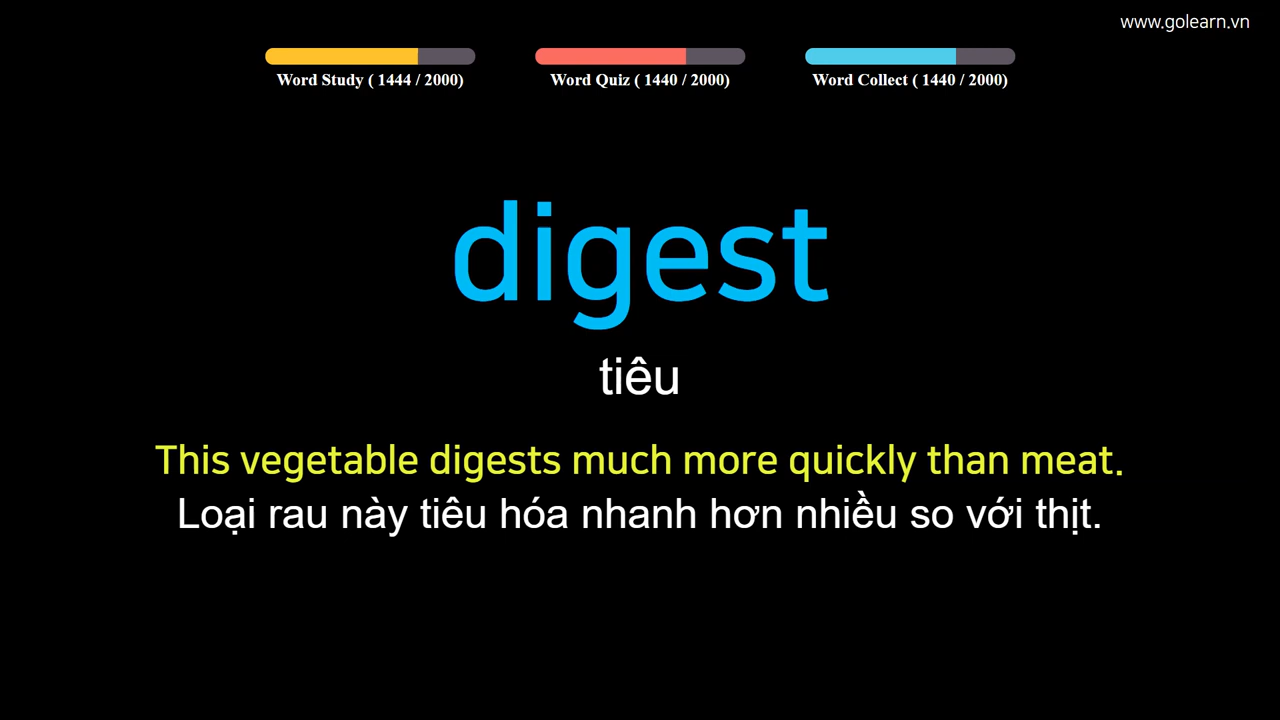 www.golearn.vn
Word Study ( 1444 / 2000)
Word Quiz ( 1440 / 2000)
Word Collect ( 1440 / 2000)
digest
tiêu
This vegetable digests much more quickly than meat.
Loại rau này tiêu hóa nhanh hơn nhiều so với thịt.